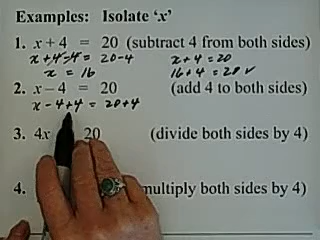 Examples: Isolate 'x'
1. x + 4 = 20 (subtract 4 from both sides)
x + 4 - 4 = 20 - 4 x + 4 = 20
x = 16 16 + 4 = 20 ✓
2. x – 4 = 20 (add 4 to both sides)
x - 4 + 4 = 20 + 4
3. 4x 20 (divide both sides by 4)
4. multiply both sides by 4)